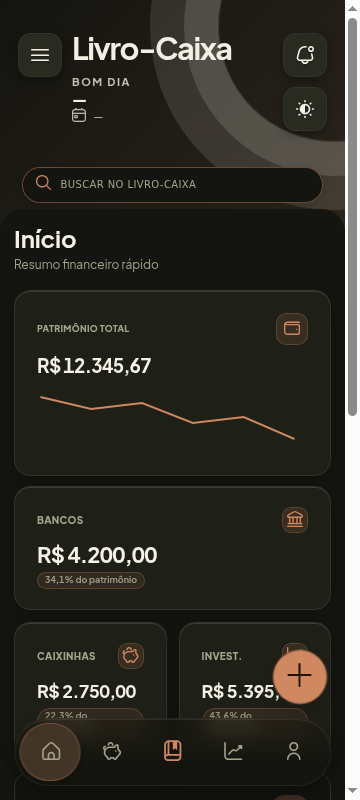 Livro-Caixa
BOM DIA
—
—
BUSCAR NO LIVRO-CAIXA
Início
Resumo financeiro rápido
PATRIMÔNIO TOTAL
R$ 12.345,67
BANCOS
R$ 4.200,00
34,1% do patrimônio
CAIXINHAS
INVEST.
R$ 2.750,00
R$ 5.395,
22,3% do
43,6% do